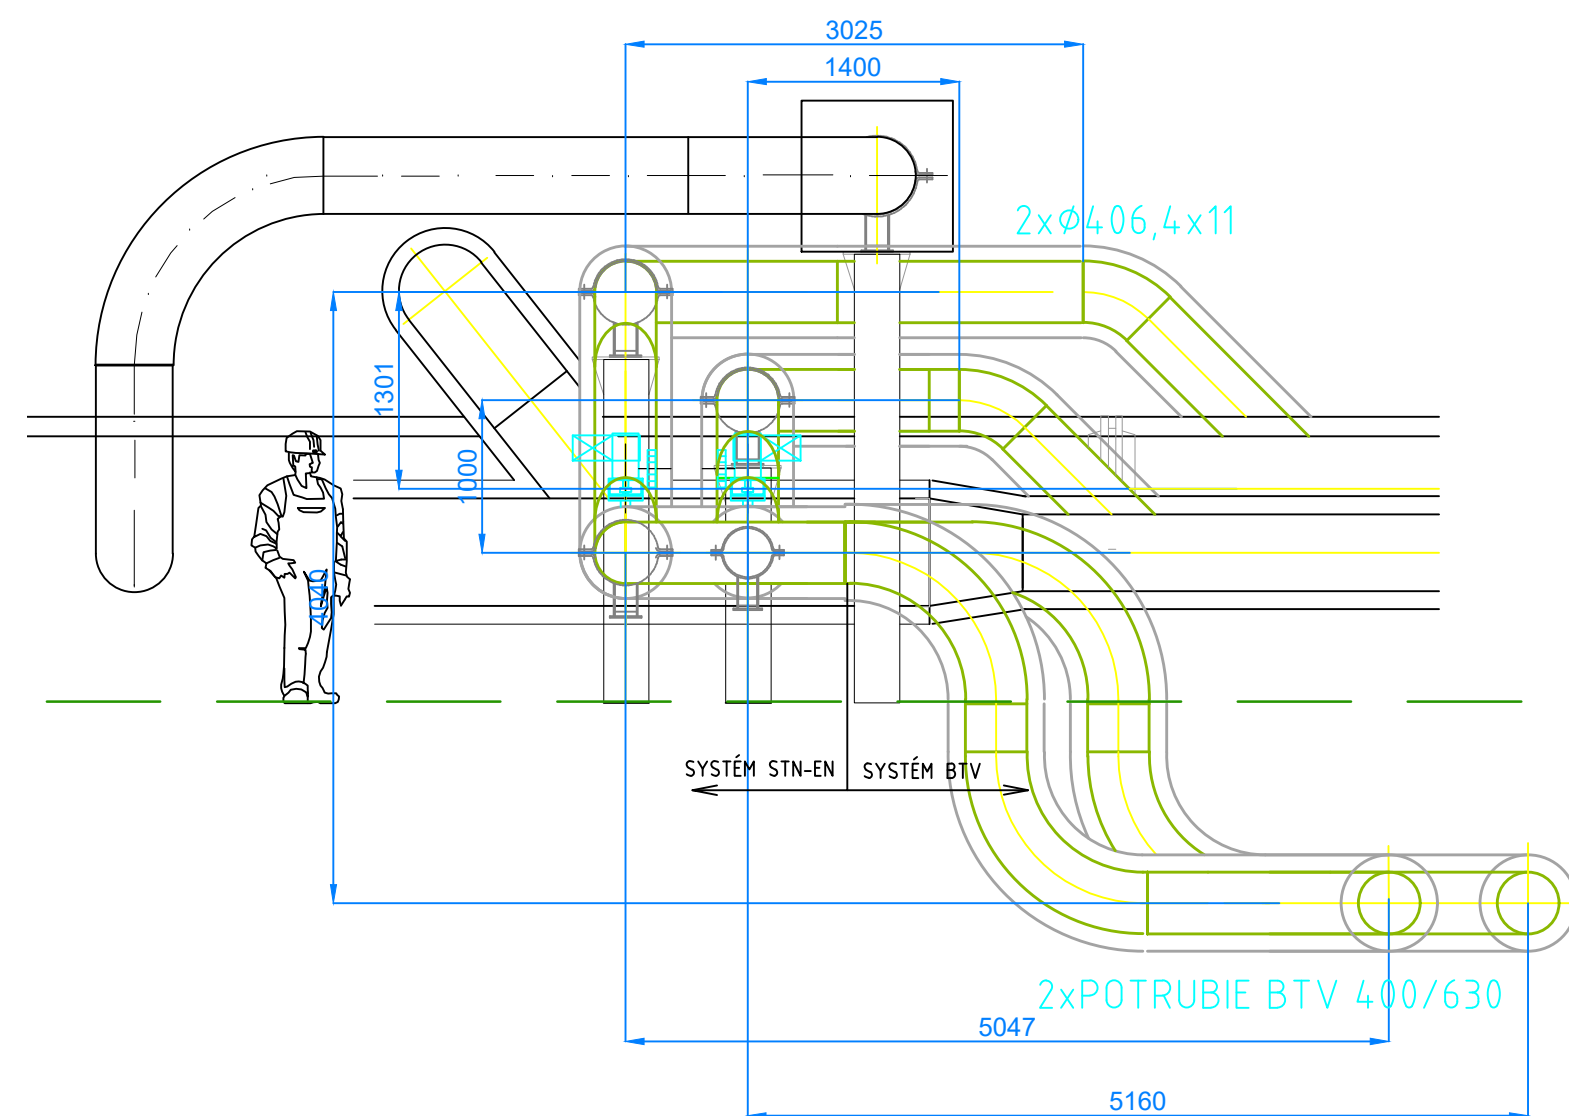 3025
1400
2xϕ406,4x11
1301
1000
4040
SYSTÉM STN-EN
SYSTÉM BTV
2xPOTRUBIE BTV 400/630
5047
5160